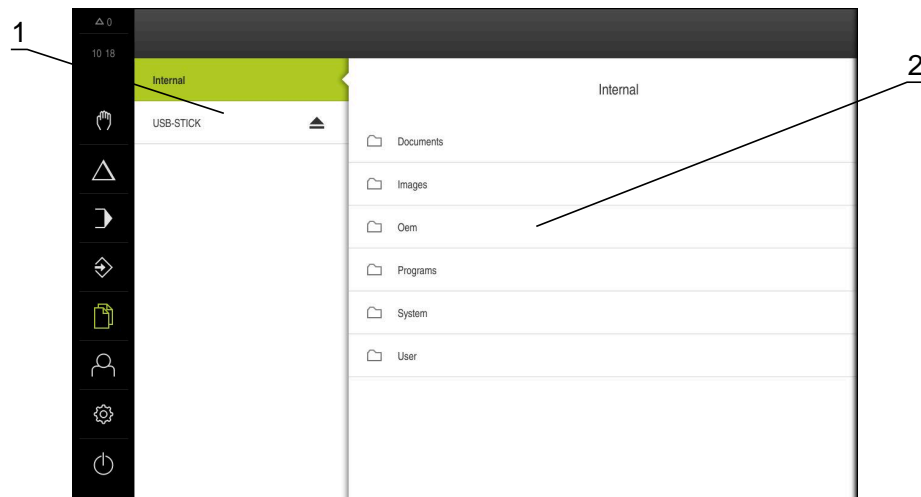 1
2
0
10 18
Internal
USB-STICK
Internal
Documents
Images
Oem
Programs
System
User